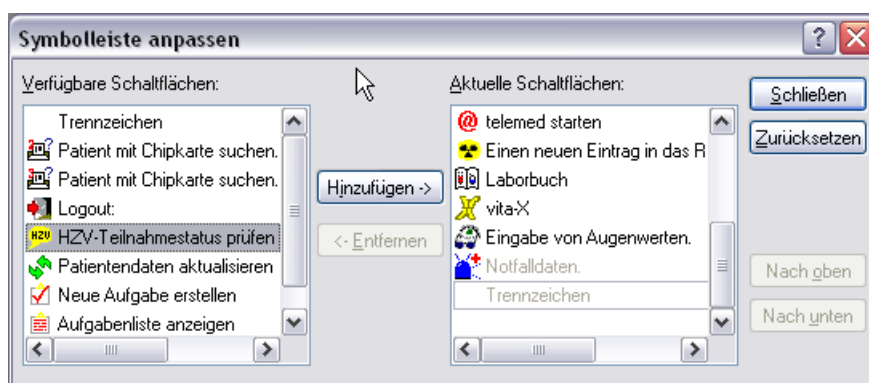 Symbolleiste anpassen
Verfügbare Schaltflächen:
Trennzeichen
Patient mit Chipkarte suchen.
Patient mit Chipkarte suchen.
Logout:
HZV HZV-Teilnahmestatus prüfen
Patientendaten aktualisieren
Neue Aufgabe erstellen
Aufgabenliste anzeigen
Hinzufügen ->
<- Entfernen
Aktuelle Schaltflächen:
@ telemed starten
Einen neuen Eintrag in das R
Laborbuch
vita-X
Eingabe von Augenwerten.
Notfalldaten.
Trennzeichen
Schließen
Zurücksetzen
Nach oben
Nach unten